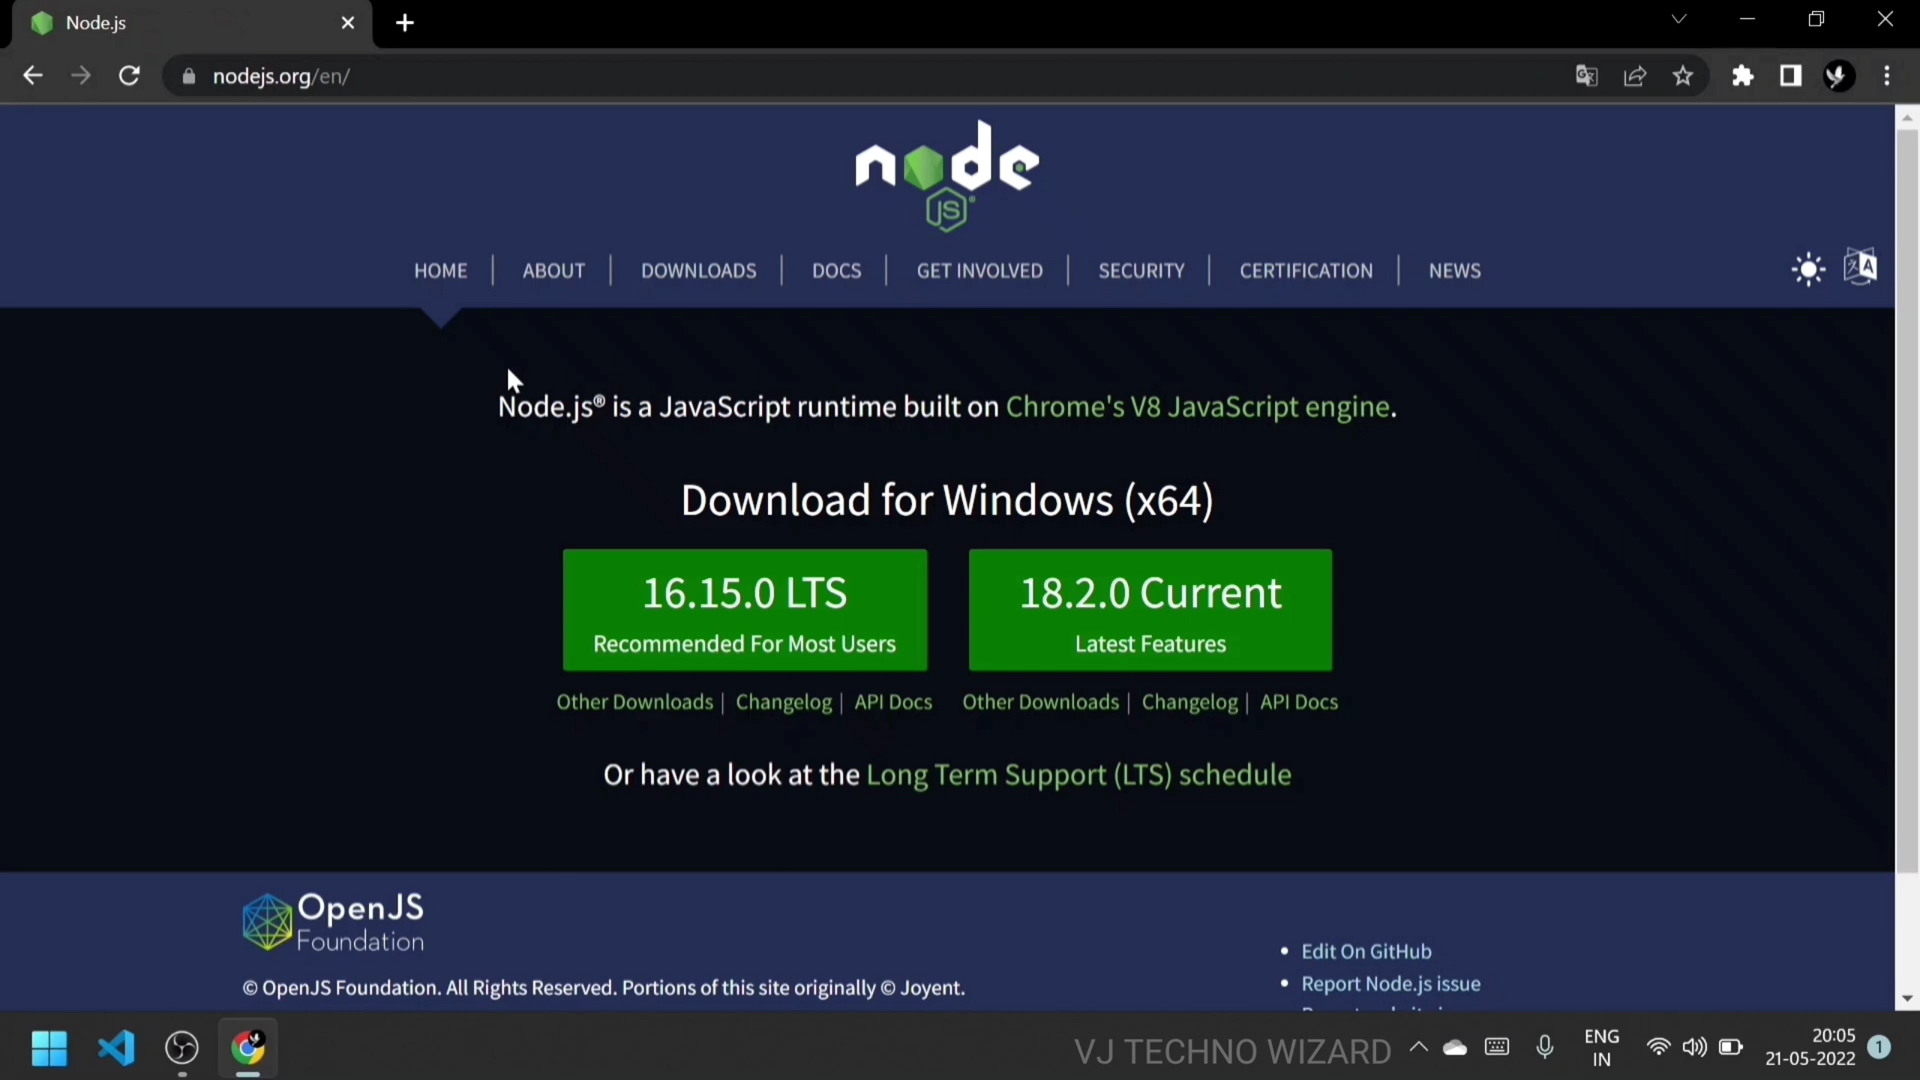 Node.js
nodejs.org/en/
node
JS
HOME | ABOUT | DOWNLOADS | DOCS | GET INVOLVED | SECURITY | CERTIFICATION | NEWS
Node.js® is a JavaScript runtime built on Chrome's V8 JavaScript engine.
Download for Windows (x64)
16.15.0 LTS
Recommended For Most Users
18.2.0 Current
Latest Features
Other Downloads | Changelog | API Docs
Other Downloads | Changelog | API Docs
Or have a look at the Long Term Support (LTS) schedule
OpenJS
Foundation
© OpenJS Foundation. All Rights Reserved. Portions of this site originally © Joyent.
• Edit On GitHub
• Report Node.js issue
VJ TECHNO WIZARD
ENG
IN
20:05
21-05-2022
1